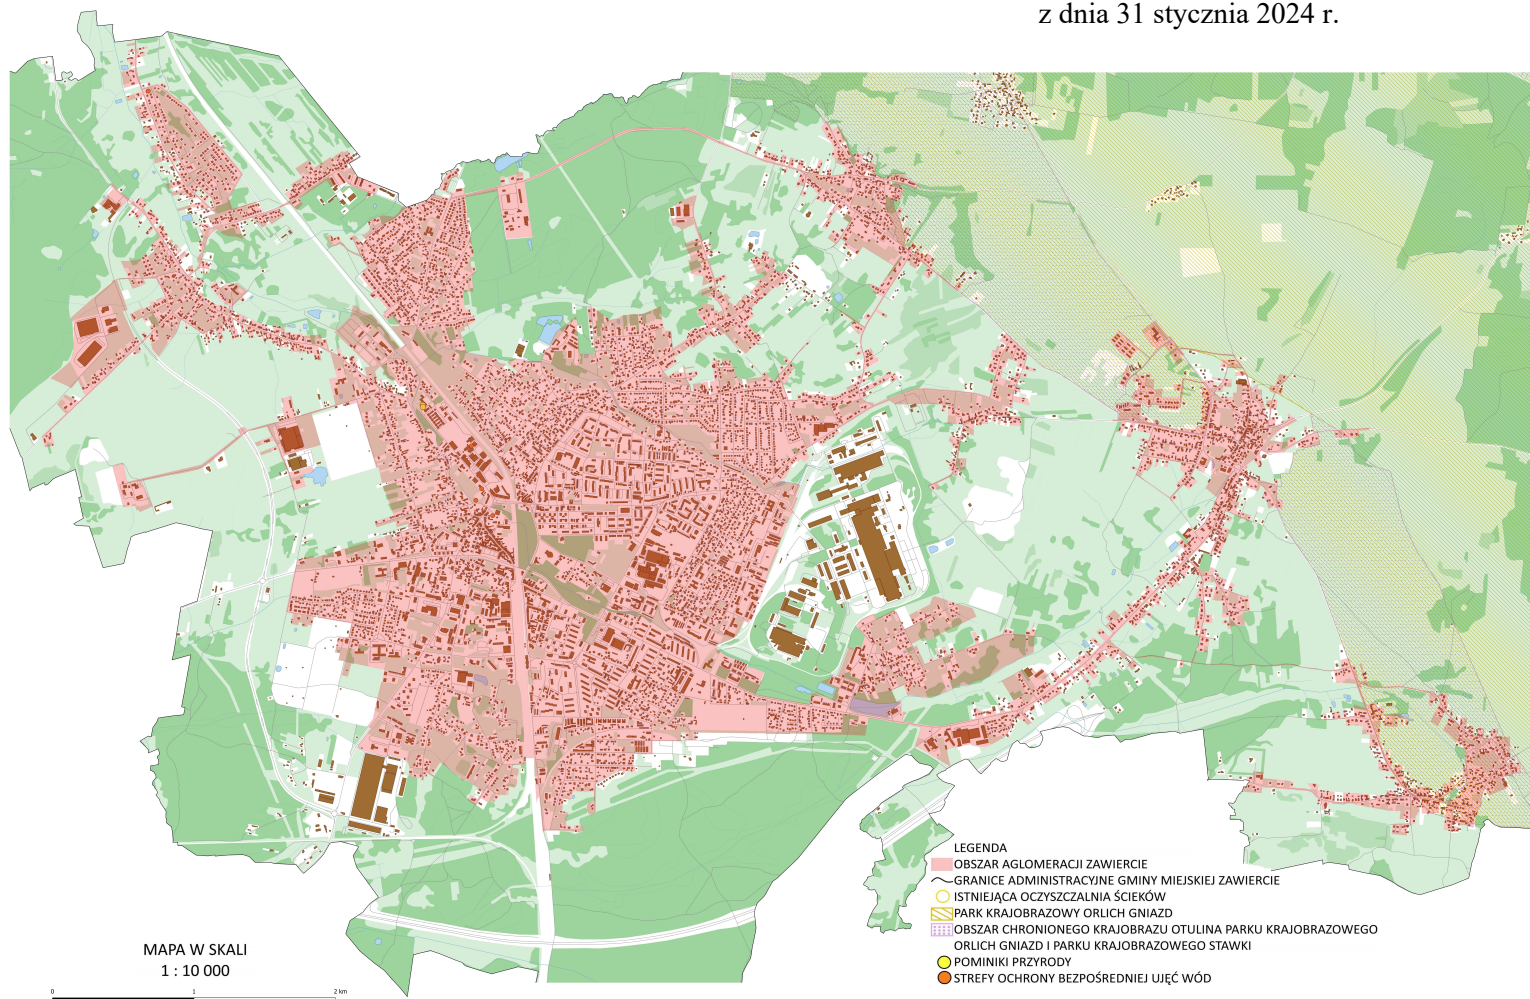 z dnia 31 stycznia 2024 r.
LEGENDA
OBSZAR AGLOMERACJI ZAWIERCIE
GRANICE ADMINISTRACYJNE GMINY MIEJSKIEJ ZAWIERCIE
ISTNIEJĄCA OCZYSZCZALNIA ŚCIEKÓW
PARK KRAJOBRAZOWY ORLICH GNIAZD
OBSZAR CHRONIONEGO KRAJOBRAZU OTULINA PARKU KRAJOBRAZOWEGO
ORLICH GNIAZD I PARKU KRAJOBRAZOWEGO STAWKI
POMINIKI PRZYRODY
STREFY OCHRONY BEZPOŚREDNIEJ UJĘĆ WÓD
MAPA W SKALI
1 : 10 000
0 1 2 km